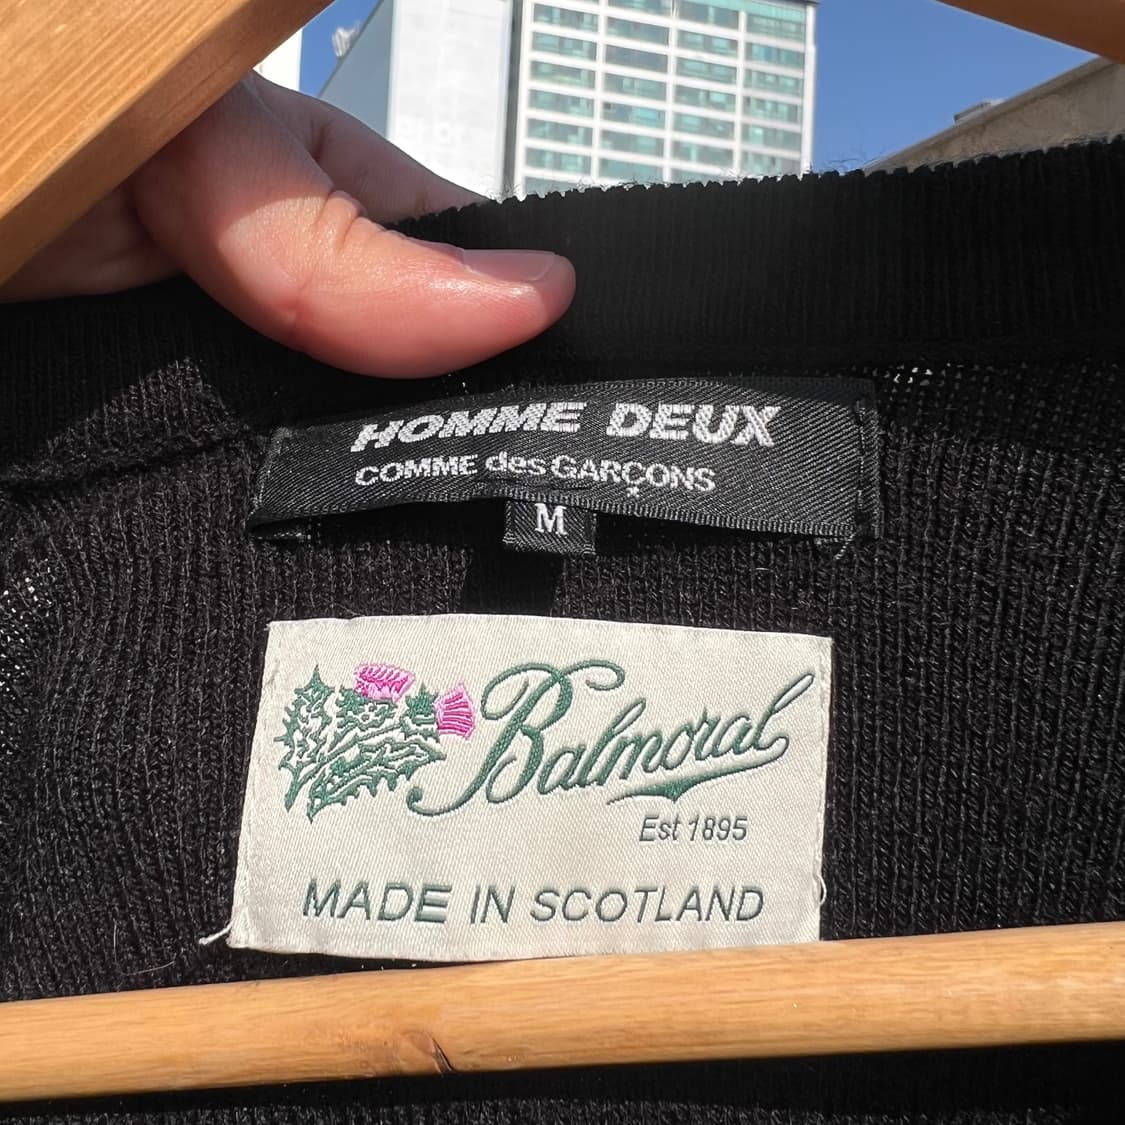 HOMME DEUX
COMME des GARÇONS
M
Balmoral
Est 1895
MADE IN SCOTLAND